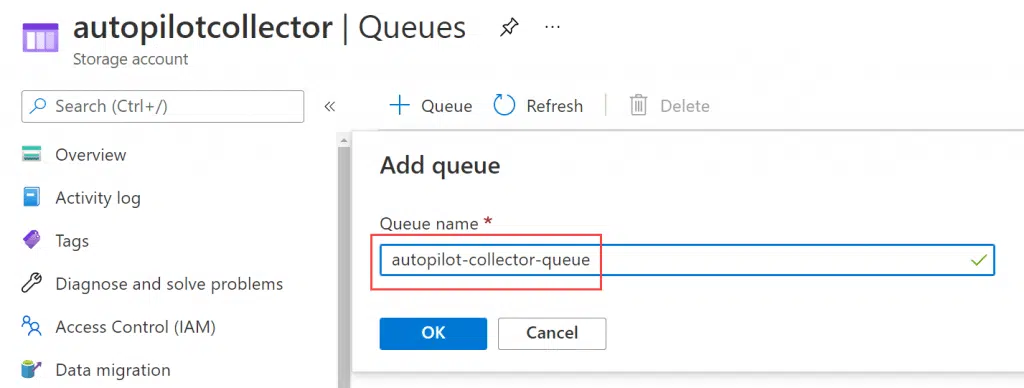 autopilotcollector | Queues ...
Storage account
Search (Ctrl+/)
«
+ Queue Refresh Delete
Overview
Activity log
Tags
Diagnose and solve problems
Access Control (IAM)
Data migration
Add queue
Queue name *
autopilot-collector-queue
OK Cancel